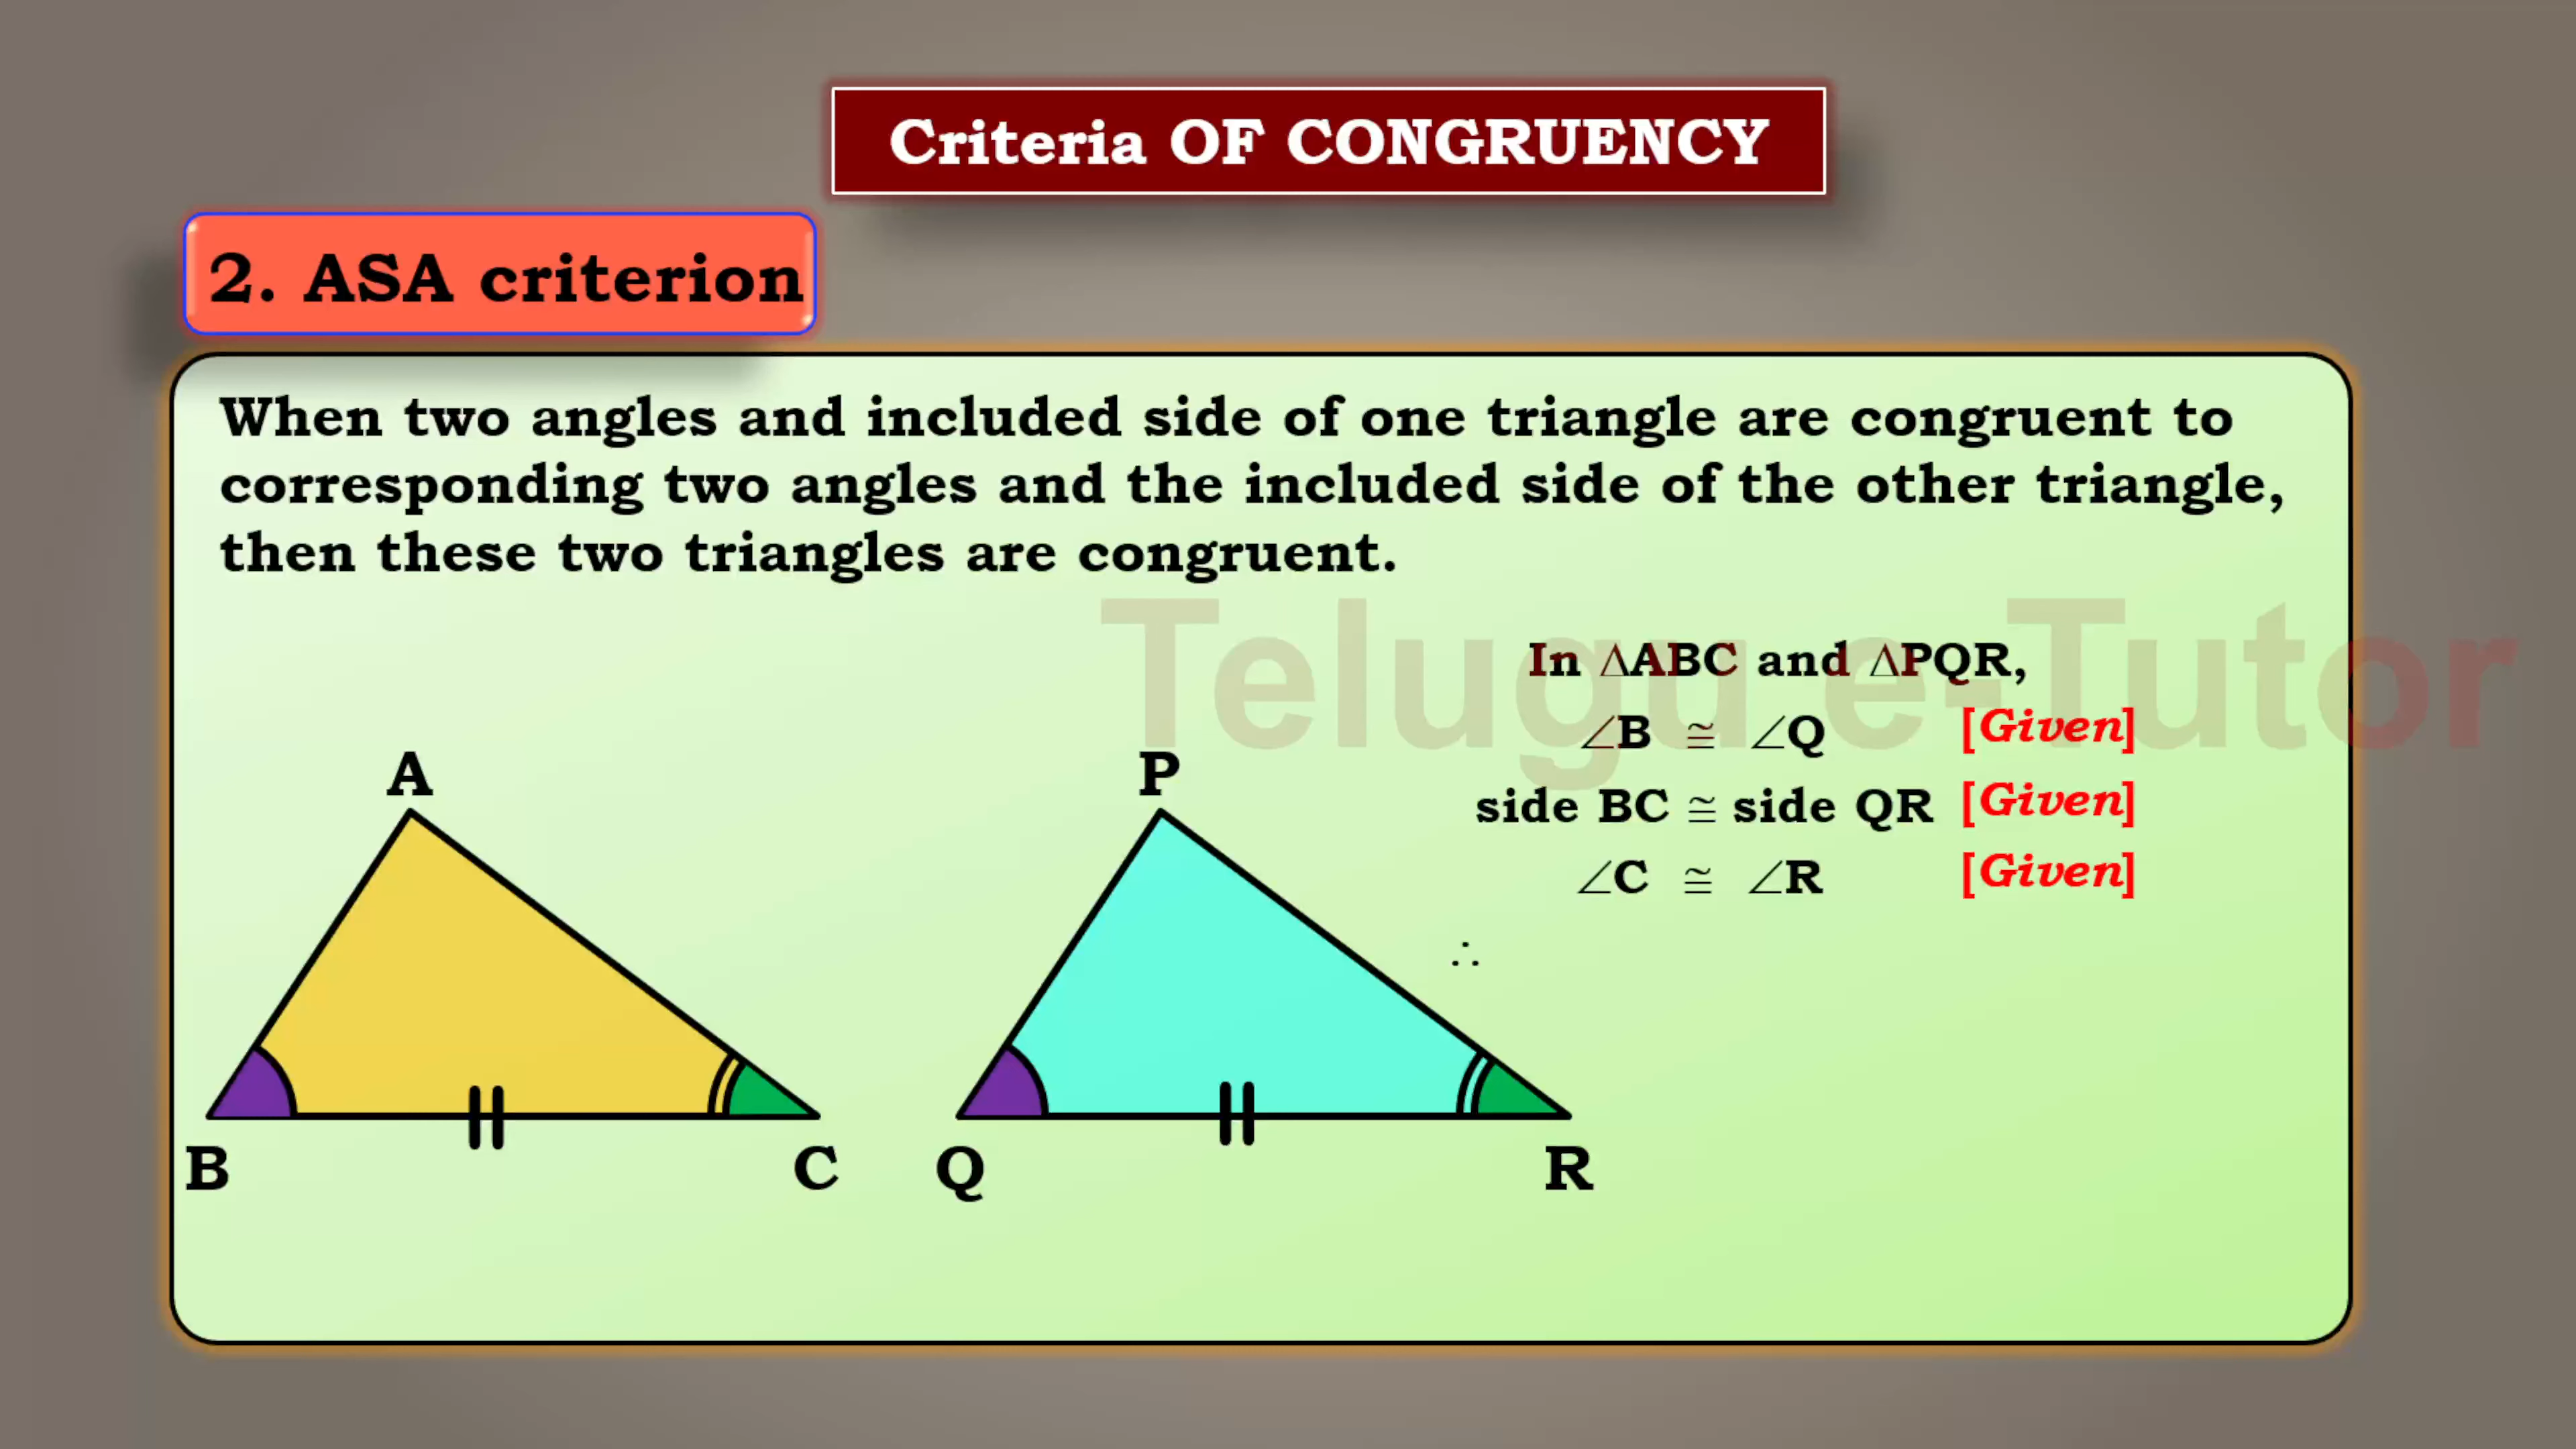 Criteria OF CONGRUENCY
2. ASA criterion
When two angles and included side of one triangle are congruent to
corresponding two angles and the included side of the other triangle,
then these two triangles are congruent.
Telugu e-Tutor
In ΔABC and ΔPQR,
∠B ≅ ∠Q [Given]
side BC ≅ side QR [Given]
∠C ≅ ∠R [Given]
∴
A
P
B
C
Q
R